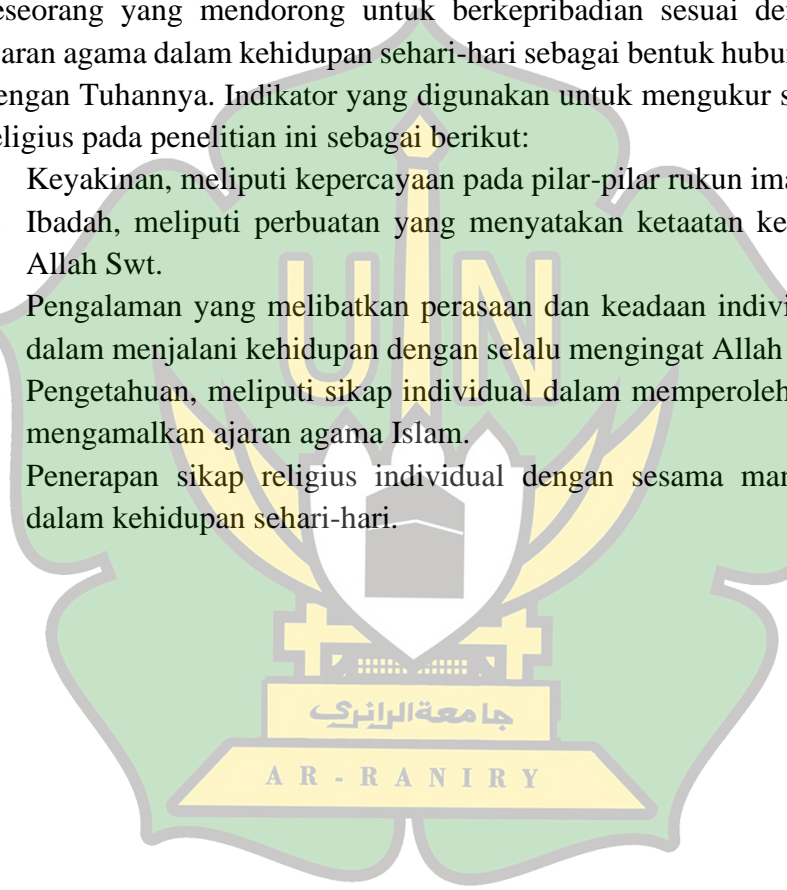 eseorang yang mendorong untuk berkepribadian sesuai de
aran agama dalam kehidupan sehari-hari sebagai bentuk hubu
engan Tuhannya. Indikator yang digunakan untuk mengukur s
eligius pada penelitian ini sebagai berikut:
Keyakinan, meliputi kepercayaan pada pilar-pilar rukun ima
Ibadah, meliputi perbuatan yang menyatakan ketaatan ke
Allah Swt.
Pengalaman yang melibatkan perasaan dan keadaan indivi
dalam menjalani kehidupan dengan selalu mengingat Allah
Pengetahuan, meliputi sikap individual dalam memperoleh
mengamalkan ajaran agama Islam.
Penerapan sikap religius individual dengan sesama man
dalam kehidupan sehari-hari.
UIN
جامعة الرانري
AR-RANIRY